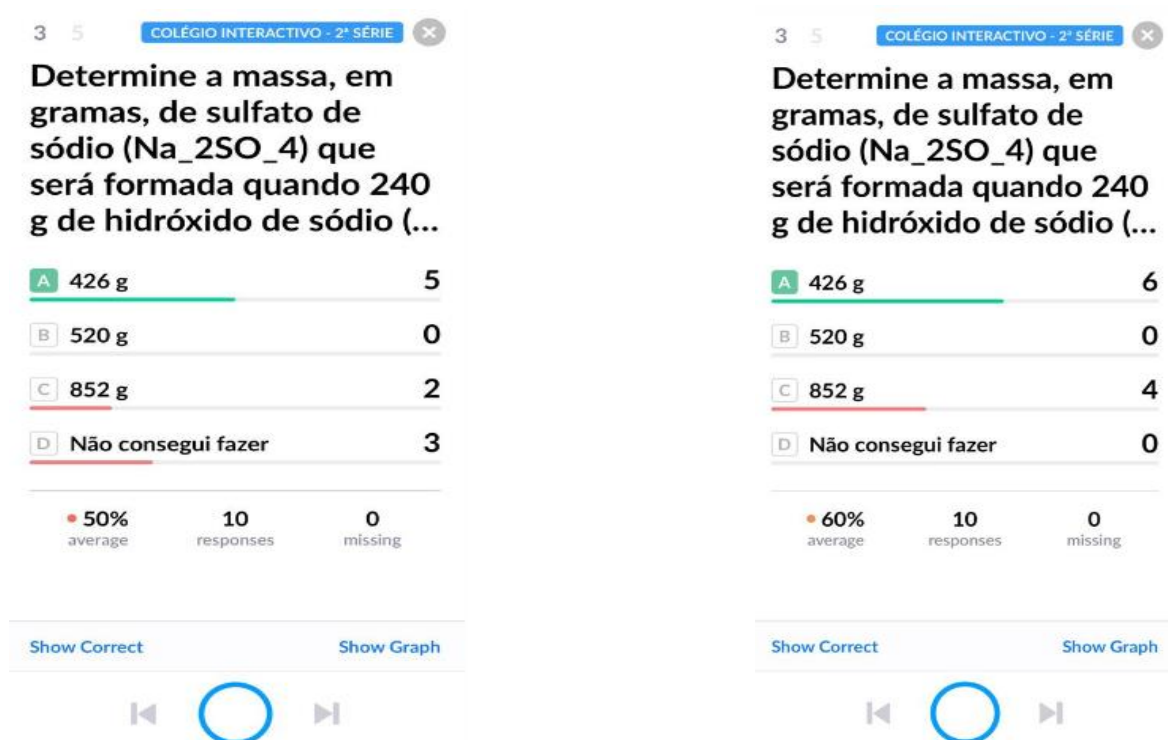 3 5 COLÉGIO INTERACTIVO - 2ª SÉRIE
Determine a massa, em
gramas, de sulfato de
sódio (Na_2SO_4) que
será formada quando 240
g de hidróxido de sódio (...
A 426 g 5
B 520 g 0
C 852 g 2
D Não consegui fazer 3
50% 10 0
average responses missing
Show Correct Show Graph
3 5 COLÉGIO INTERACTIVO - 2ª SÉRIE
Determine a massa, em
gramas, de sulfato de
sódio (Na_2SO_4) que
será formada quando 240
g de hidróxido de sódio (...
A 426 g 6
B 520 g 0
C 852 g 4
D Não consegui fazer 0
60% 10 0
average responses missing
Show Correct Show Graph